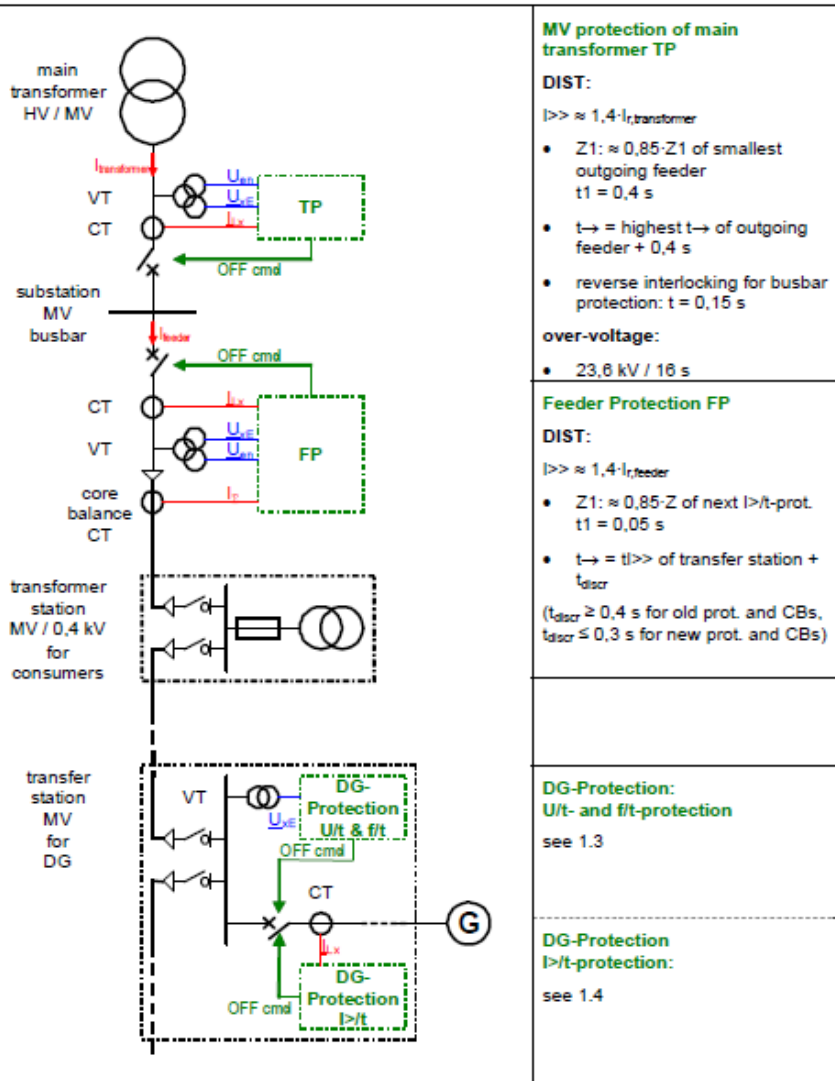 main
transformer
HV / MV
I_transformer
VT
CT
U_en
U_xE
I_Lx
TP
OFF cmd
substation
MV
busbar
I_feeder
OFF cmd
CT
VT
I_Lx
U_xE
U_en
FP
core
balance
CT
transformer
station
MV / 0,4 kV
for
consumers
transfer
station
MV
for
DG
VT
U_xE
DG-
Protection
U/t & f/t
OFF cmd
CT
G
I_Lx
DG-
Protection
I>/t
OFF cmd
MV protection of main
transformer TP
DIST:
I>> ≈ 1,4·I_r,transformer
• Z1: ≈ 0,85·Z1 of smallest
outgoing feeder
t1 = 0,4 s
• t→ = highest t→ of outgoing
feeder + 0,4 s
• reverse interlocking for busbar
protection: t = 0,15 s
over-voltage:
• 23,6 kV / 16 s
Feeder Protection FP
DIST:
I>> ≈ 1,4·I_r,feeder
• Z1: ≈ 0,85·Z of next I>/t-prot.
t1 = 0,05 s
• t→ = tI>> of transfer station +
t_discr
(t_discr ≥ 0,4 s for old prot. and CBs,
t_discr ≤ 0,3 s for new prot. and CBs)
DG-Protection:
U/t- and f/t-protection
see 1.3
DG-Protection
I>/t-protection:
see 1.4